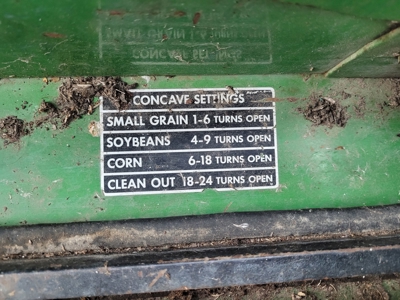 CONCAVE SETTINGS
SMALL GRAIN 1-6 TURNS OPEN
SOYBEANS 4-9 TURNS OPEN
CORN 6-18 TURNS OPEN
CLEAN OUT 18-24 TURNS OPEN